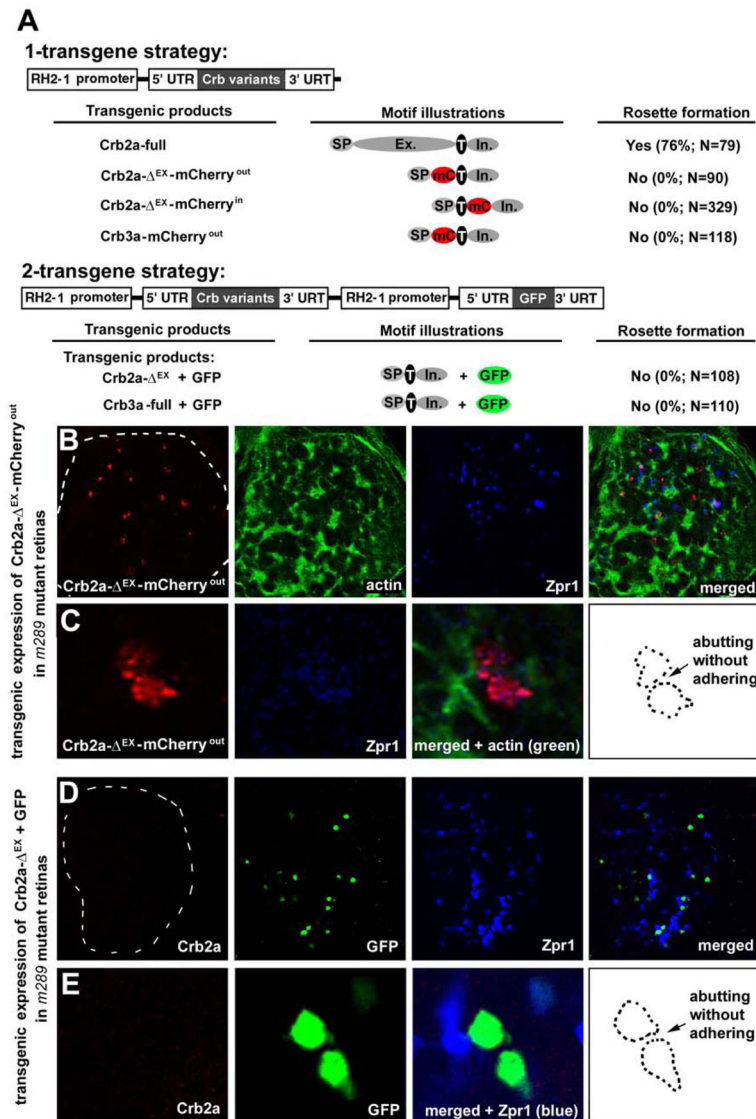 A
1-transgene strategy:
RH2-1 promoter 5' UTR Crb variants 3' URT
Transgenic products Motif illustrations Rosette formation
Crb2a-full SP Ex. T In. Yes (76%; N=79)
Crb2a-Δᴱˣ-mCherry ᵒᵘᵗ SP mC T In. No (0%; N=90)
Crb2a-Δᴱˣ-mCherry ⁱⁿ SP T mC In. No (0%; N=329)
Crb3a-mCherry ᵒᵘᵗ SP mC T In. No (0%; N=118)
2-transgene strategy:
RH2-1 promoter 5' UTR Crb variants 3' URT RH2-1 promoter 5' UTR GFP 3' URT
Transgenic products Motif illustrations Rosette formation
Transgenic products:
Crb2a-Δᴱˣ + GFP SP T In. + GFP No (0%; N=108)
Crb3a-full + GFP SP T In. + GFP No (0%; N=110)
transgenic expression of Crb2a-Δᴱˣ-mCherry ᵒᵘᵗ
in m289 mutant retinas
B
Crb2a-Δᴱˣ-mCherry ᵒᵘᵗ actin Zpr1 merged
C
abutting
without
adhering
Crb2a-Δᴱˣ-mCherry ᵒᵘᵗ Zpr1 merged + actin (green)
transgenic expression of Crb2a-Δᴱˣ + GFP
in m289 mutant retinas
D
Crb2a GFP Zpr1 merged
E
abutting
without
adhering
Crb2a GFP merged + Zpr1 (blue)